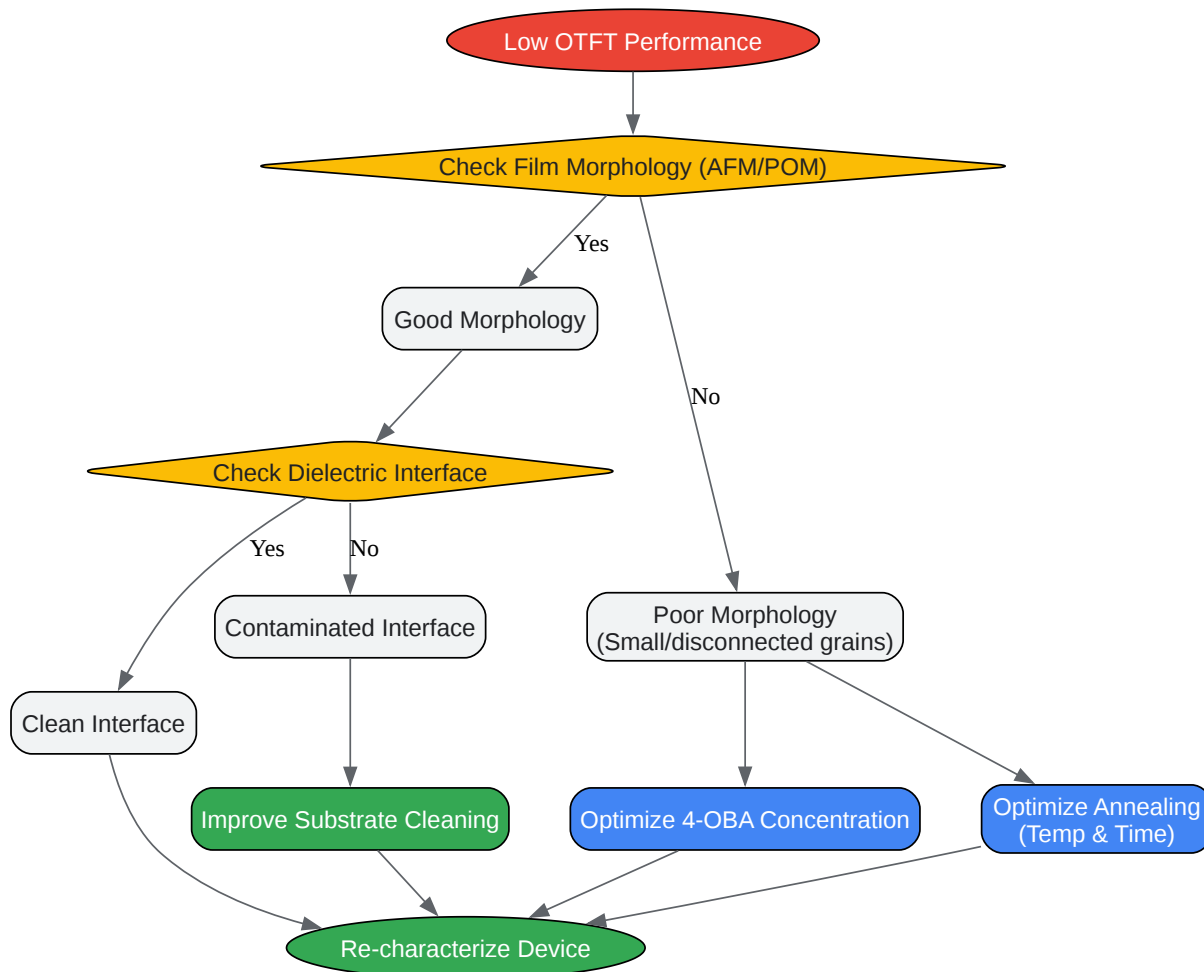 Low OTFT Performance
Check Film Morphology (AFM/POM)
Yes
Good Morphology
No
Check Dielectric Interface
Yes
No
Contaminated Interface
Poor Morphology
(Small/disconnected grains)
Clean Interface
Improve Substrate Cleaning
Optimize 4-OBA Concentration
Optimize Annealing
(Temp & Time)
Re-characterize Device